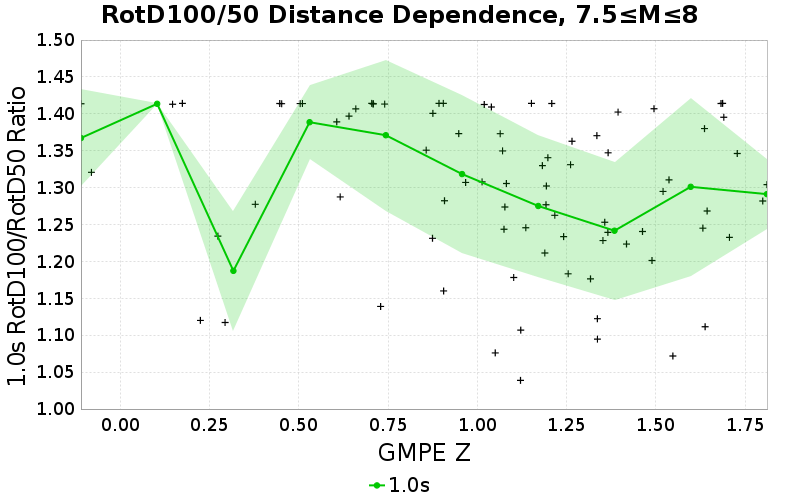 RotD100/50 Distance Dependence, 7.5≤M≤8
1.0s RotD100/RotD50 Ratio
1.50
1.45
1.40
1.35
1.30
1.25
1.20
1.15
1.10
1.05
1.00
0.00 0.25 0.50 0.75 1.00 1.25 1.50 1.75
GMPE Z
1.0s